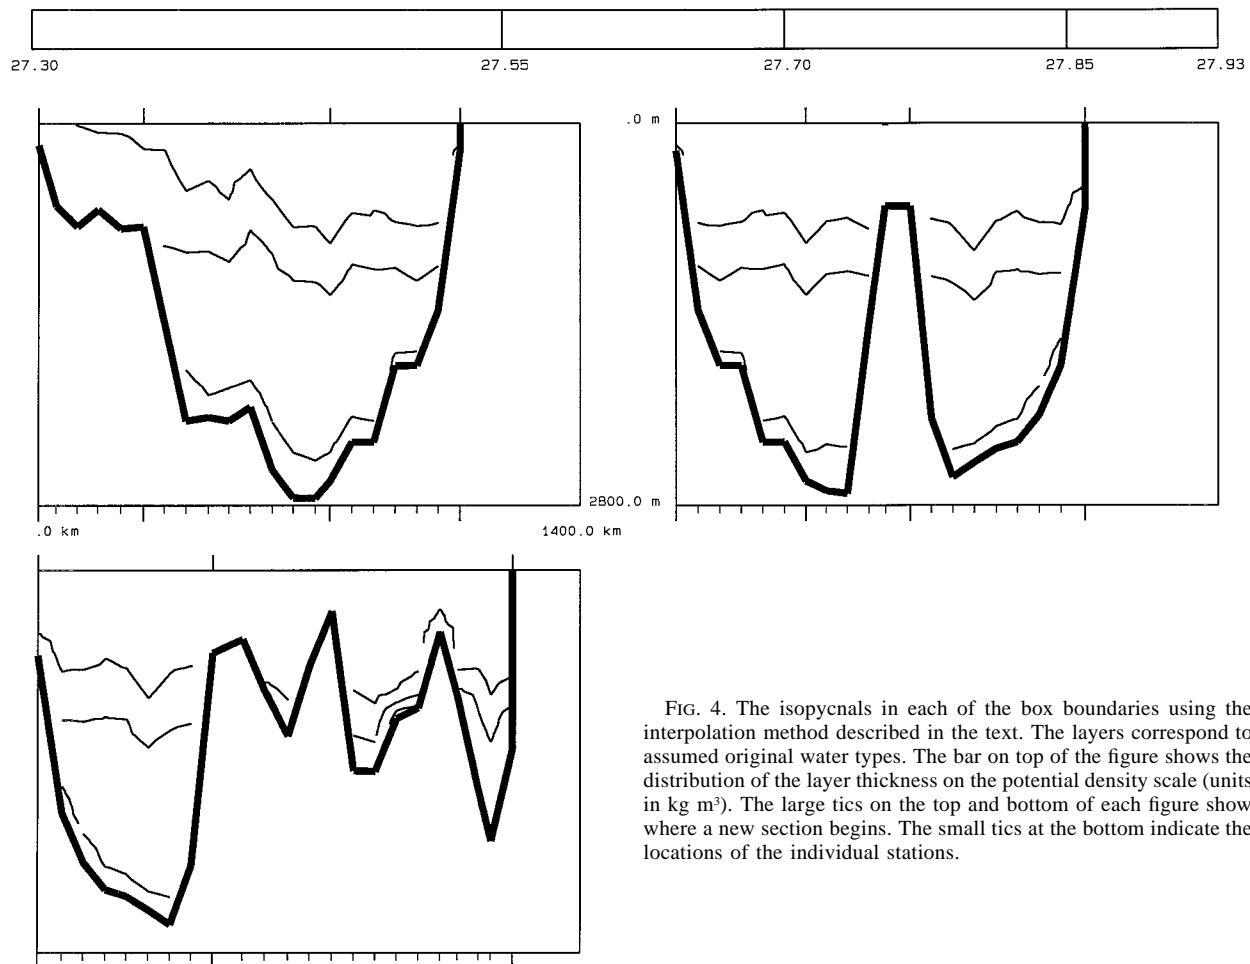 27.30 27.55 27.70 27.85 27.93
.0 m
2800.0 m
.0 km 1400.0 km
FIG. 4. The isopycnals in each of the box boundaries using the
interpolation method described in the text. The layers correspond to
assumed original water types. The bar on top of the figure shows the
distribution of the layer thickness on the potential density scale (units
in kg m³). The large tics on the top and bottom of each figure show
where a new section begins. The small tics at the bottom indicate the
locations of the individual stations.